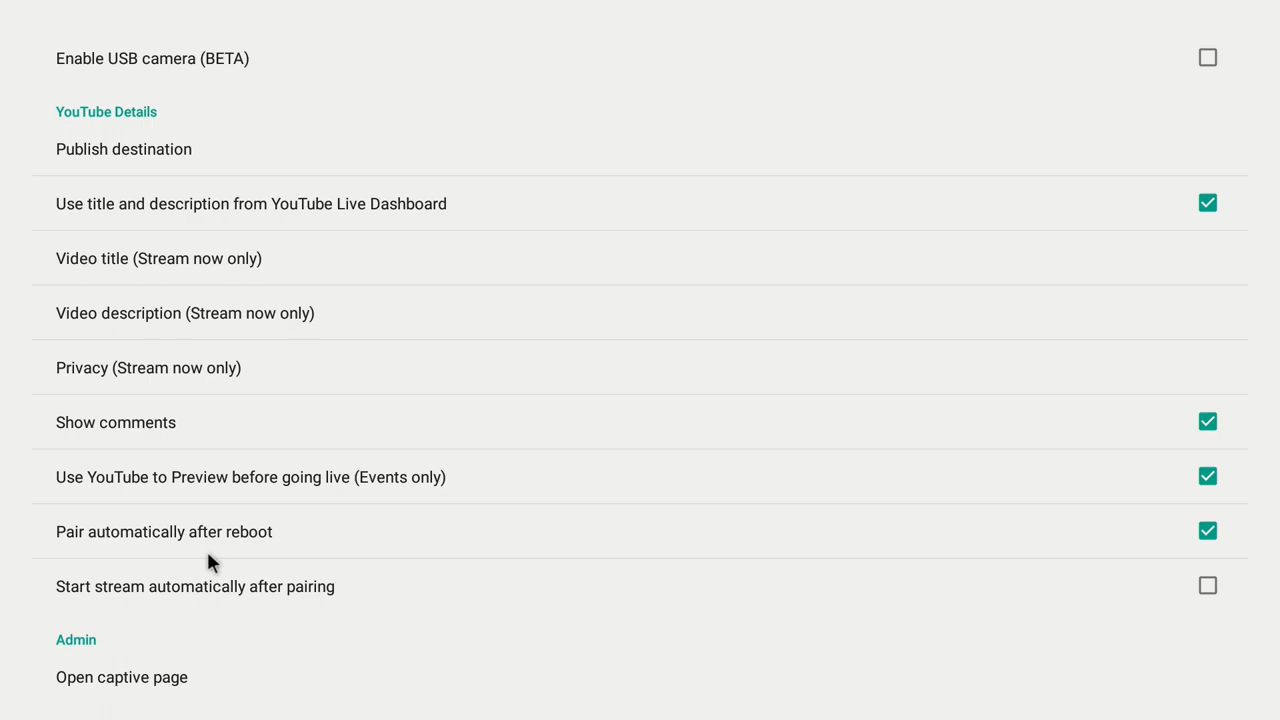 Enable USB camera (BETA)
YouTube Details
Publish destination
Use title and description from YouTube Live Dashboard
Video title (Stream now only)
Video description (Stream now only)
Privacy (Stream now only)
Show comments
Use YouTube to Preview before going live (Events only)
Pair automatically after reboot
Start stream automatically after pairing
Admin
Open captive page